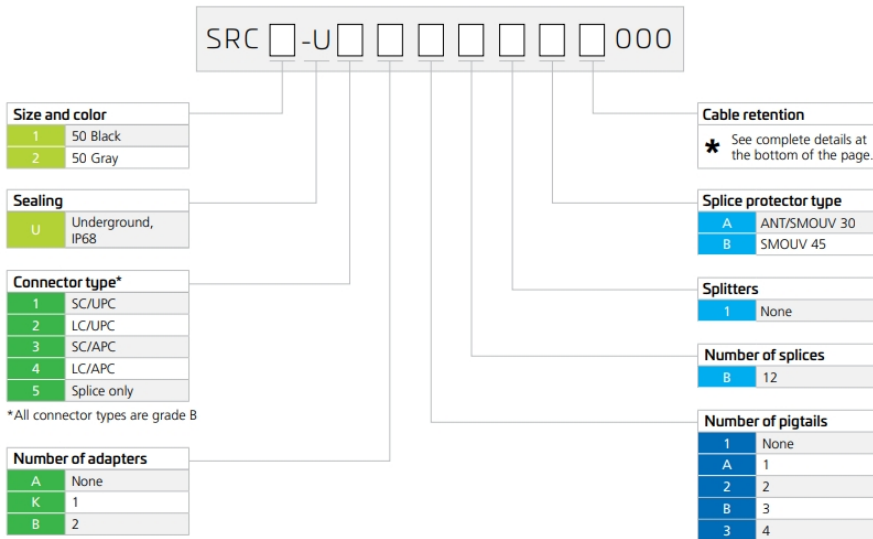 SRC -U 000
Size and color
1 50 Black
2 50 Gray
Sealing
U Underground,
IP68
Connector type*
1 SC/UPC
2 LC/UPC
3 SC/APC
4 LC/APC
5 Splice only
*All connector types are grade B
Number of adapters
A None
K 1
B 2
Cable retention
* See complete details at
the bottom of the page.
Splice protector type
A ANT/SMOUV 30
B SMOUV 45
Splitters
1 None
Number of splices
B 12
Number of pigtails
1 None
A 1
2 2
B 3
3 4